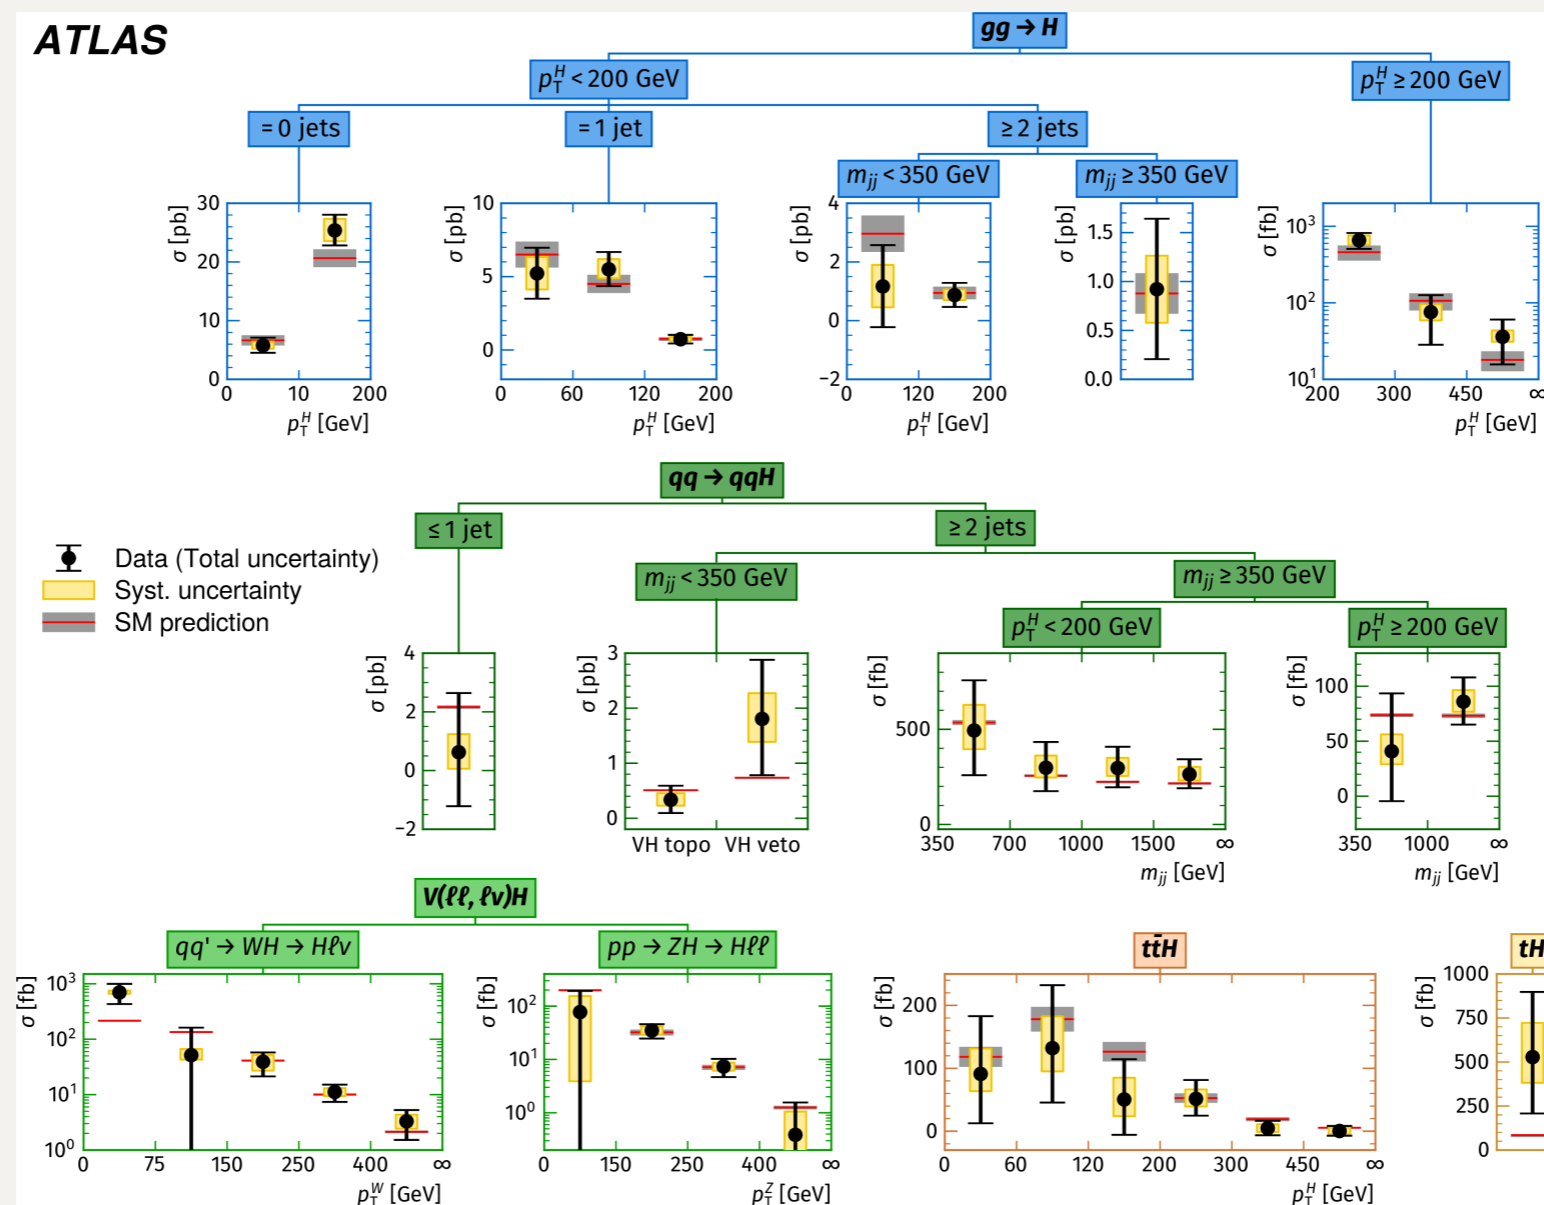 ATLAS
gg → H
p_T^H < 200 GeV
p_T^H ≥ 200 GeV
= 0 jets
= 1 jet
≥ 2 jets
m_jj < 350 GeV
m_jj ≥ 350 GeV
σ [pb]
30
20
10
0
0 10 200
p_T^H [GeV]
σ [pb]
10
5
0
0 60 120 200
p_T^H [GeV]
σ [pb]
4
2
0
−2
0 120 200
p_T^H [GeV]
σ [pb]
1.5
1.0
0.5
0.0
σ [fb]
10^3
10^2
10^1
200 300 450 ∞
p_T^H [GeV]
qq → qqH
≤ 1 jet
≥ 2 jets
m_jj < 350 GeV
m_jj ≥ 350 GeV
p_T^H < 200 GeV
p_T^H ≥ 200 GeV
Data (Total uncertainty)
Syst. uncertainty
SM prediction
σ [pb]
4
2
0
−2
σ [pb]
3
2
1
0
VH topo VH veto
σ [fb]
500
0
350 700 1000 1500 ∞
m_jj [GeV]
σ [fb]
100
50
0
350 1000 ∞
m_jj [GeV]
V(ℓℓ, ℓν)H
qq' → WH → Hℓν
pp → ZH → Hℓℓ
σ [fb]
10^3
10^2
10^1
10^0
0 75 150 250 400 ∞
p_T^W [GeV]
σ [fb]
10^2
10^1
10^0
0 150 250 400 ∞
p_T^Z [GeV]
tt̄H
σ [fb]
200
100
0
0 60 120 200 300 450 ∞
p_T^H [GeV]
tH
σ [fb]
1000
750
500
250
0